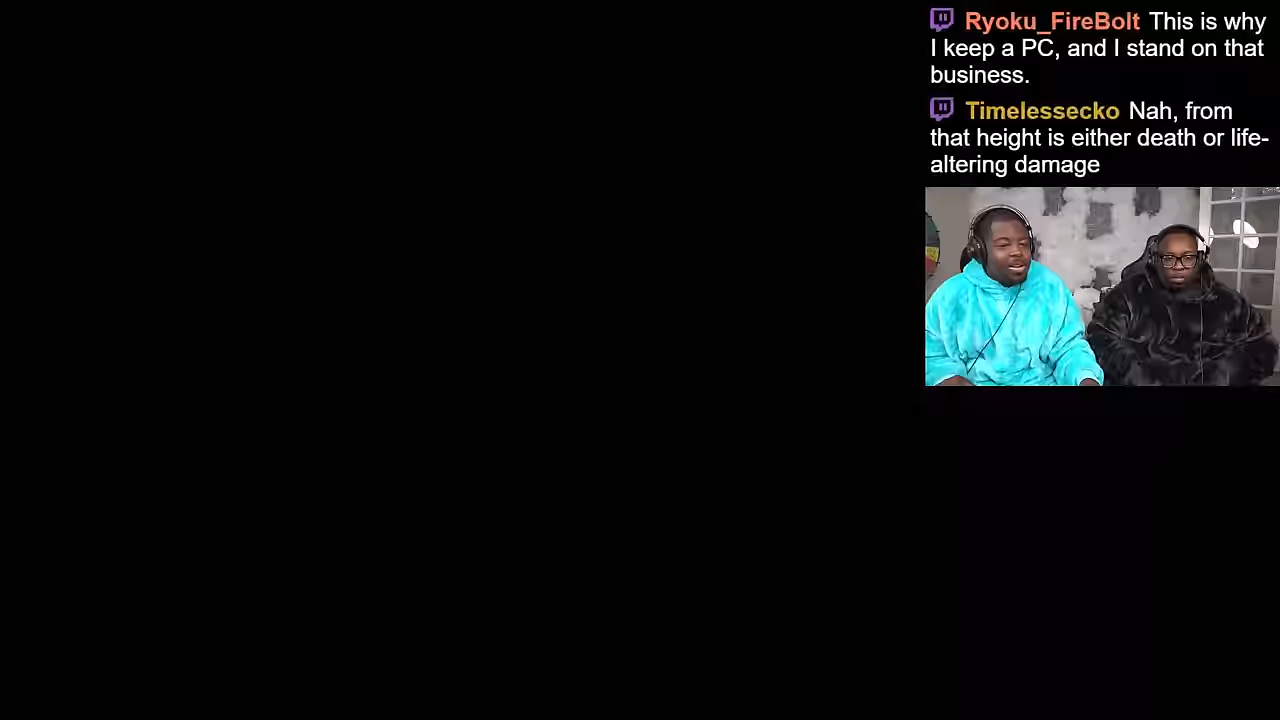 Ryoku_FireBolt This is why
I keep a PC, and I stand on that
business.
Timelessecko Nah, from
that height is either death or life-
altering damage